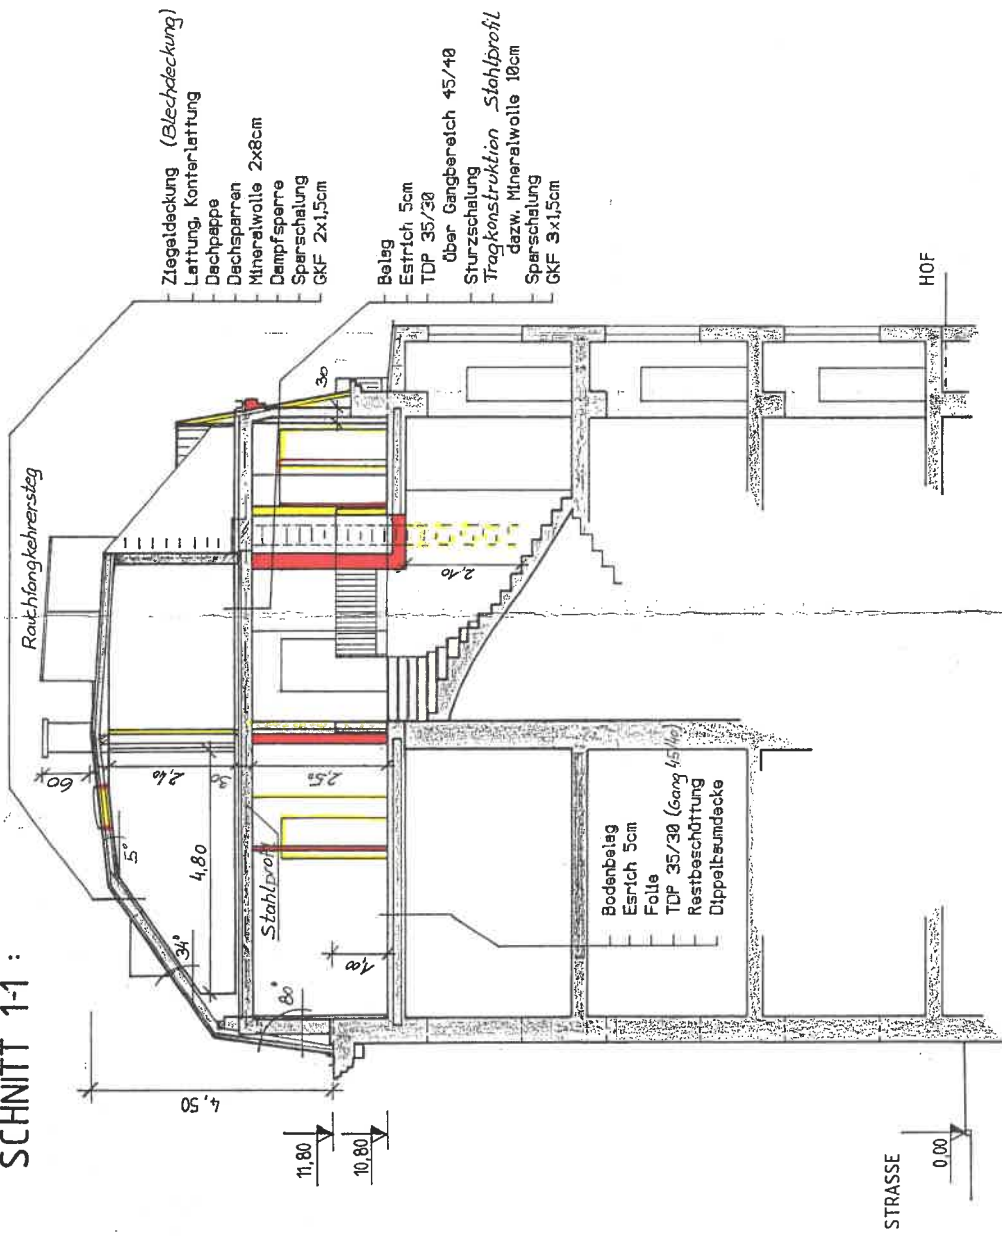 SCHNITT 1-1 :
Rauchfangkehrersteg
Ziegeldeckung (Blechdeckung)
Lattung, Konterlattung
Dachpappe
Dachsparren
Mineralwolle 2x8cm
Dampfsperre
Sparschalung
GKF 2x1,5cm
Belag
Estrich 5cm
TDP 35/30
über Gangbereich 45/40
Sturzschalung
Tragkonstruktion Stahlprofil
dazw. Mineralwolle 10cm
Sparschalung
GKF 3x1,5cm
60
2,40
30
2,50
5°
4,80
34°
Stahlprofil
80°
1,00
4,50
30
2,10
Bodenbelag
Esrich 5cm
Folie
TDP 35/30 (Gang 45/40)
Restbeschüttung
Dippelbaumdecke
11,80
10,80
STRASSE
0,00
HOF